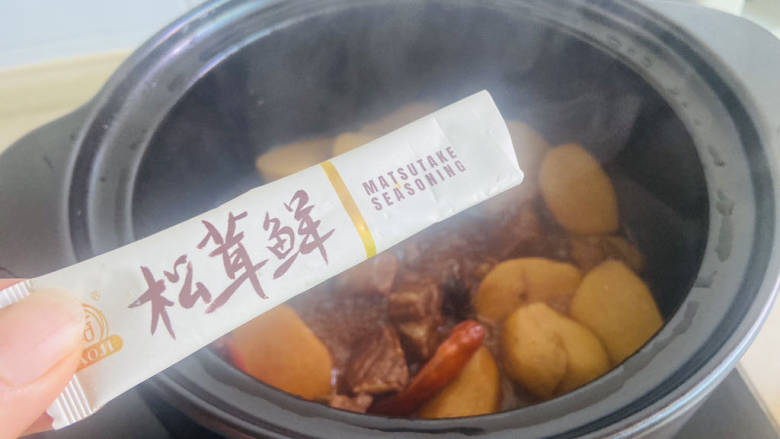 松茸鲜
MATSUTAKE
SEASONING
®